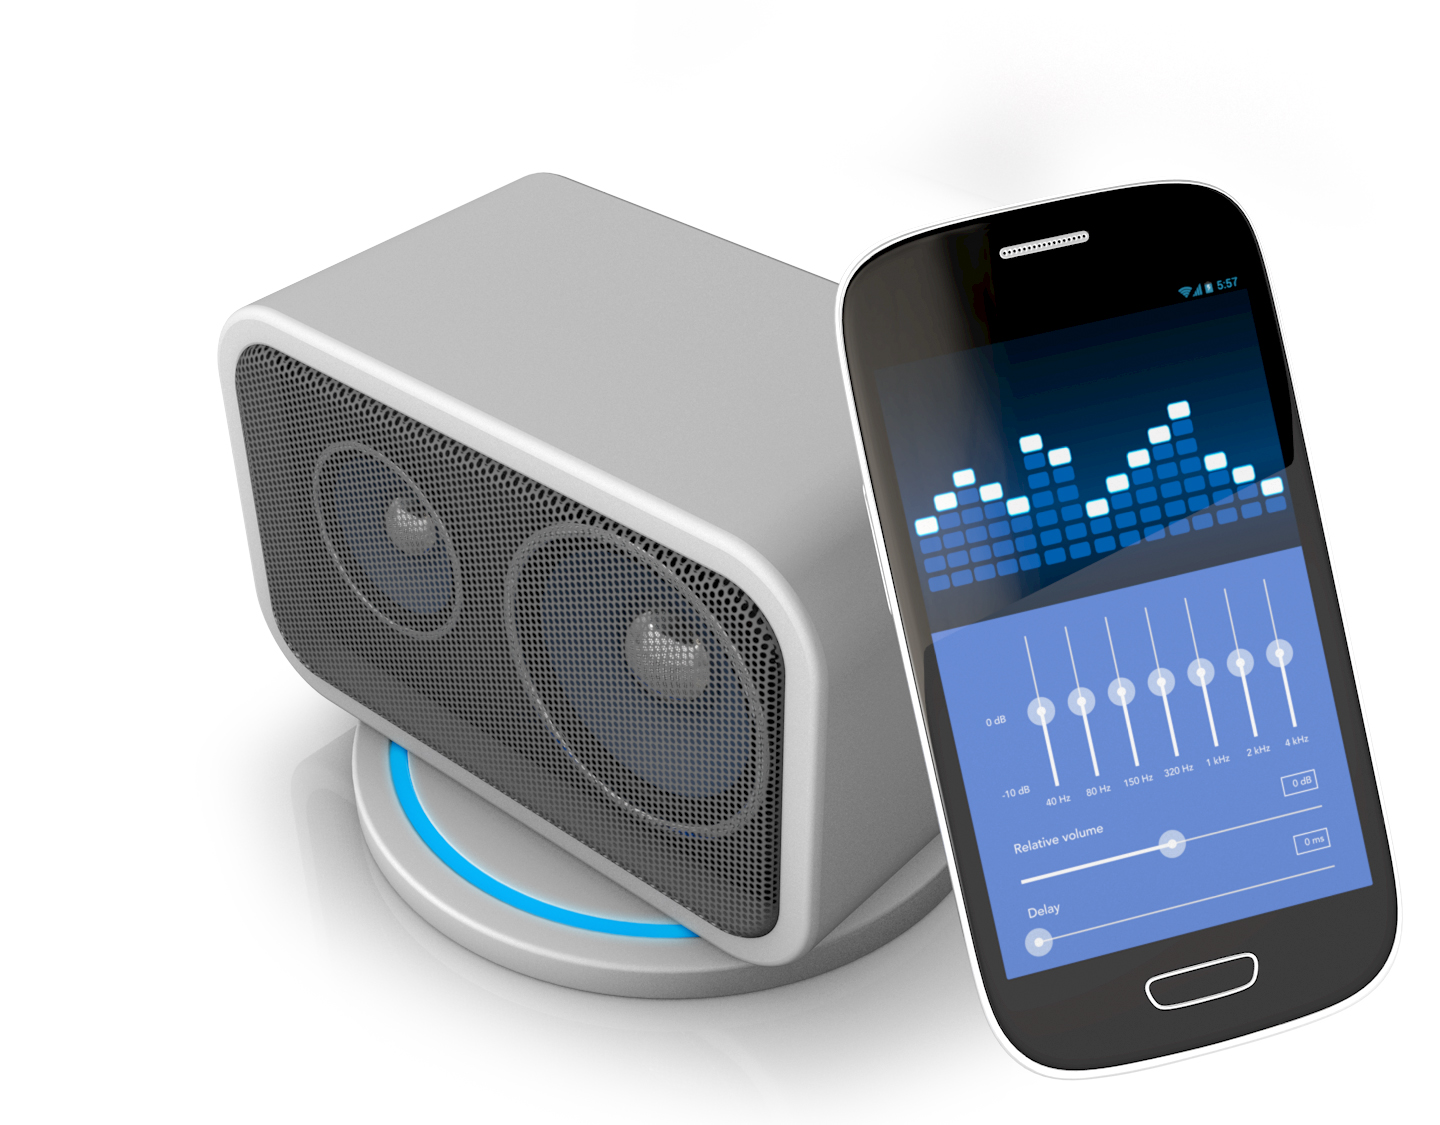 5:57
0 dB
-10 dB
40 Hz 80 Hz 150 Hz 320 Hz 1 kHz 2 kHz 4 kHz
0 dB
Relative volume
0 ms
Delay